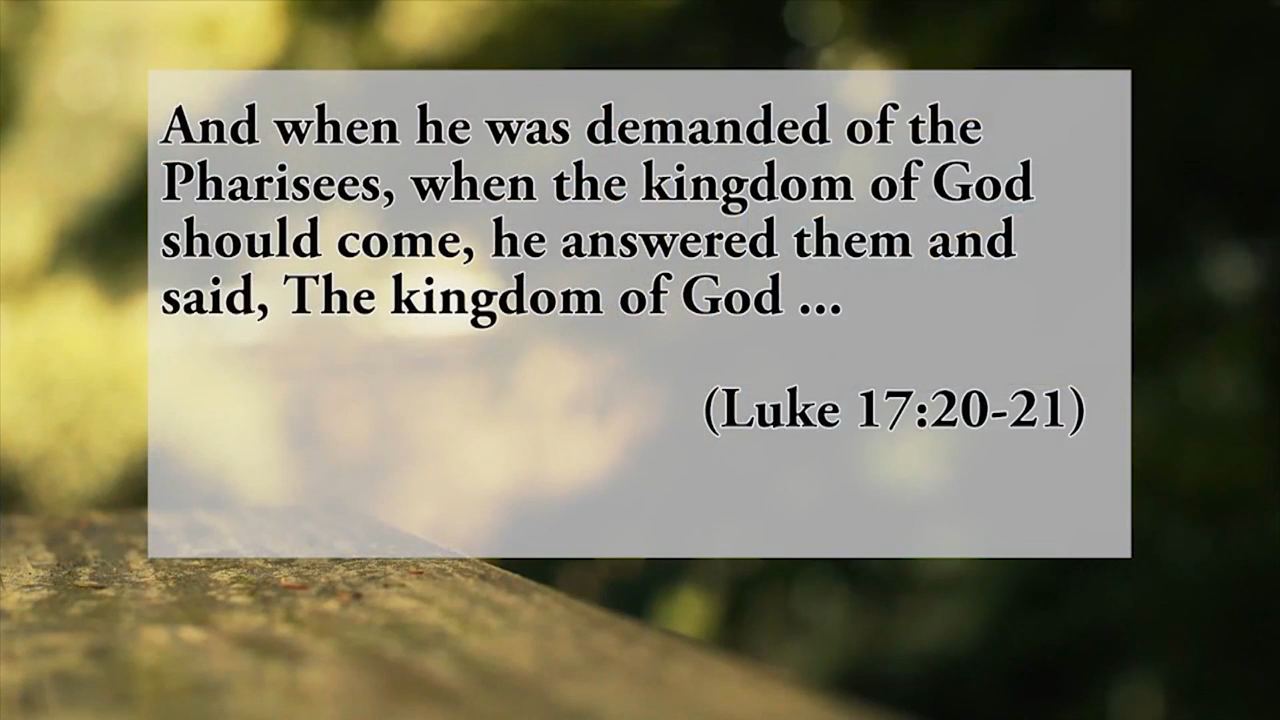 And when he was demanded of the
Pharisees, when the kingdom of God
should come, he answered them and
said, The kingdom of God ...
(Luke 17:20-21)